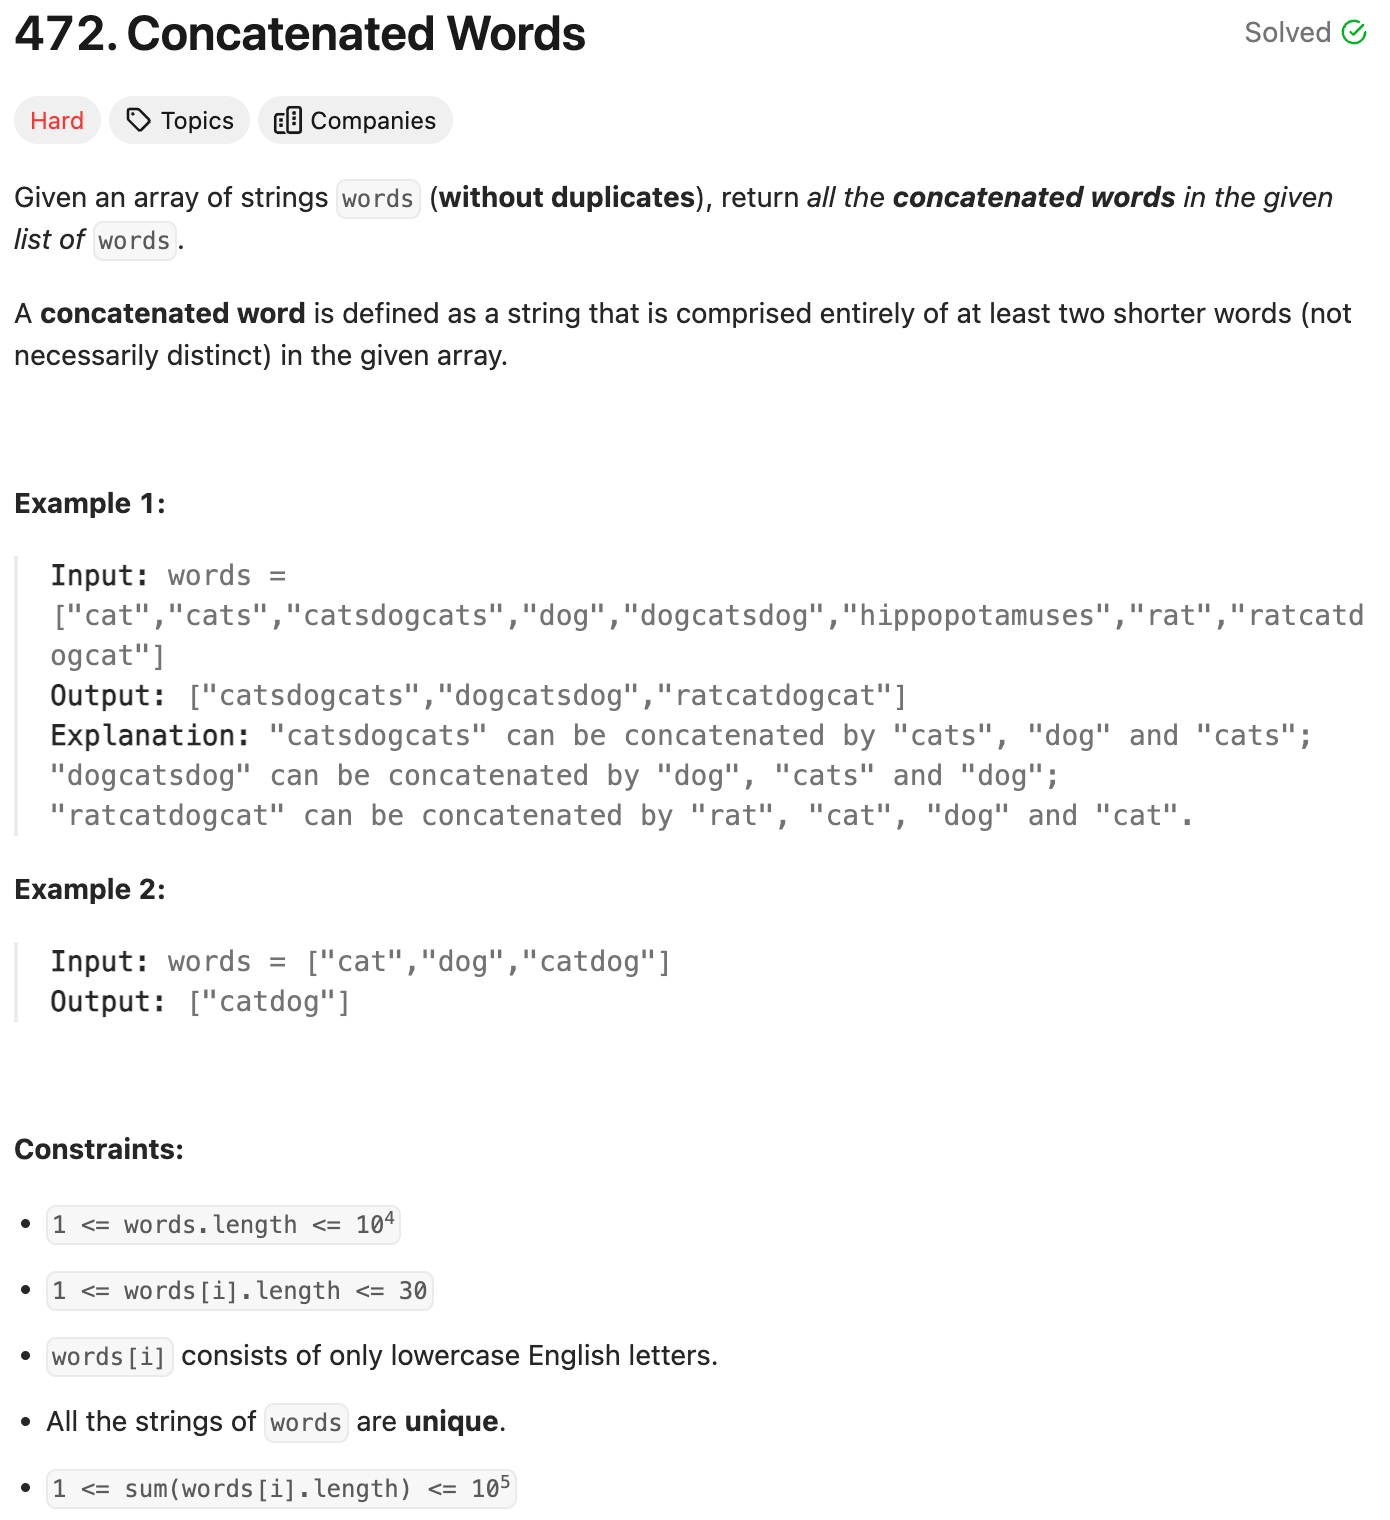 472. Concatenated Words
Solved
Hard
Topics
Companies
Given an array of strings words (without duplicates), return all the concatenated words in the given
list of words.
A concatenated word is defined as a string that is comprised entirely of at least two shorter words (not
necessarily distinct) in the given array.
Example 1:
Input: words =
["cat","cats","catsdogcats","dog","dogcatsdog","hippopotamuses","rat","ratcatd
ogcat"]
Output: ["catsdogcats","dogcatsdog","ratcatdogcat"]
Explanation: "catsdogcats" can be concatenated by "cats", "dog" and "cats";
"dogcatsdog" can be concatenated by "dog", "cats" and "dog";
"ratcatdogcat" can be concatenated by "rat", "cat", "dog" and "cat".
Example 2:
Input: words = ["cat","dog","catdog"]
Output: ["catdog"]
Constraints:
• 1 <= words.length <= 10⁴
• 1 <= words[i].length <= 30
• words[i] consists of only lowercase English letters.
• All the strings of words are unique.
• 1 <= sum(words[i].length) <= 10⁵